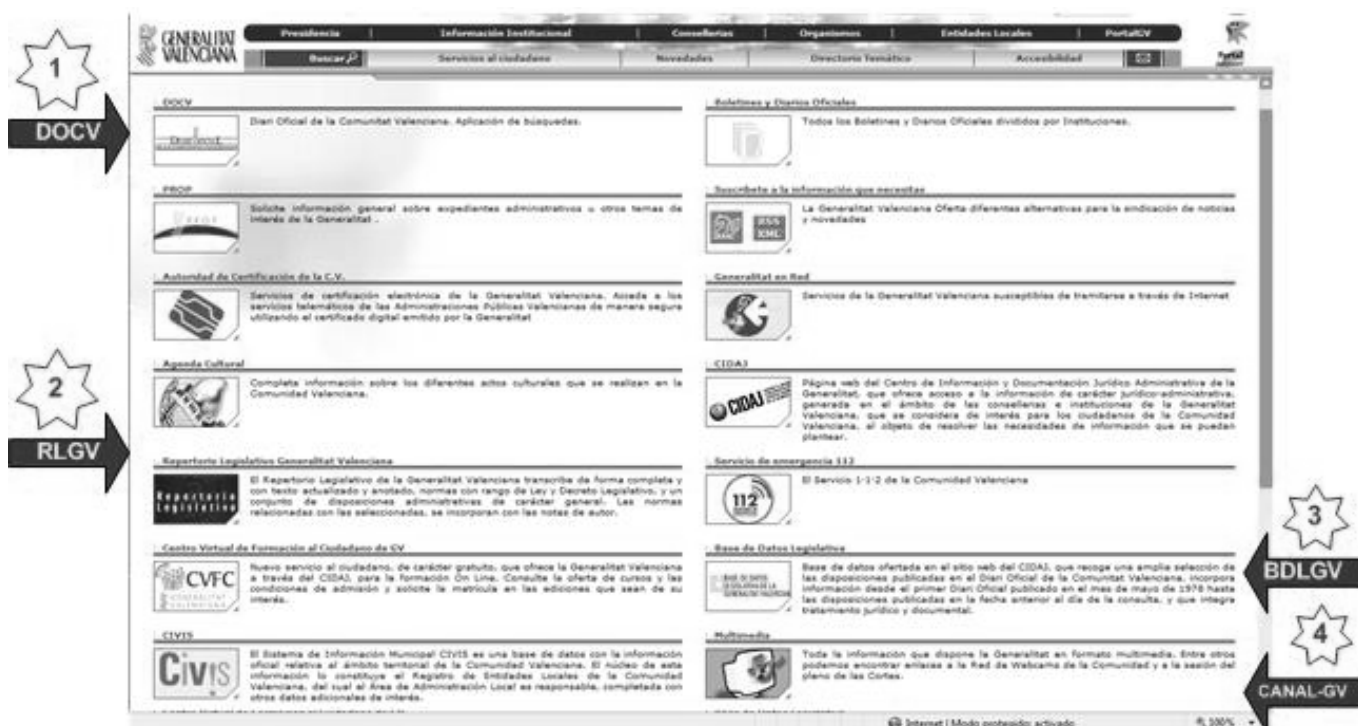 GENERALITAT
VALENCIANA
Presidencia | Información Institucional | Consellerias | Organismos | Entidades Locales | PortalGV
Buscar | Servicios al ciudadano | Novedades | Directorio Temático | Accesibilidad
1
DOCV
DOCV
Diari Oficial de la Comunitat Valenciana. Aplicación de búsquedas.
Boletines y Diarios Oficiales
Todos los Boletines y Diarios Oficiales divididos por Instituciones.
PROP
PROP
Solicite información general sobre expedientes administrativos u otros temas de
interés de la Generalitat .
Suscríbete a la información que necesitas
RSS
XML
La Generalitat Valenciana Oferta diferentes alternativas para la sindicación de noticias
y novedades
Autoridad de Certificación de la C.V.
Servicios de certificación electrónica de la Generalitat Valenciana. Acceda a los
servicios telemáticos de las Administraciones Públicas Valencianas de manera segura
utilizando el certificado digital emitido por la Generalitat
Generalitat en Red
Servicios de la Generalitat Valenciana susceptibles de tramitarse a través de Internet
2
RLGV
Agenda Cultural
Completa información sobre los diferentes actos culturales que se realizan en la
Comunidad Valenciana.
CIDAJ
CIDAJ
Página web del Centro de Información y Documentación Jurídico Administrativa de la
Generalitat, que ofrece acceso a la información de carácter jurídico-administrativa,
generada en el ámbito de las consellerias e instituciones de la Generalitat
Valenciana, que se considera de interés para los ciudadanos de la Comunidad
Valenciana, al objeto de resolver las necesidades de información que se puedan
plantear.
Repertorio Legislativo Generalitat Valenciana
Repertorio
Legislativo
El Repertorio Legislativo de la Generalitat Valenciana transcribe de forma completa y
con texto actualizado y anotado, normas con rango de Ley y Decreto Legislativo, y un
conjunto de disposiciones administrativas de carácter general. Las normas
relacionadas con las seleccionadas, se incorporan con las notas de autor.
Servicio de emergencia 112
112
El Servicio 1-1-2 de la Comunidad Valenciana
Centro Virtual de Formación al Ciudadano de GV
CVFC
GENERALITAT
VALENCIANA
Nuevo servicio al ciudadano, de carácter gratuito, que ofrece la Generalitat Valenciana
a través del CIDAJ, para la formación On Line. Consulte la oferta de cursos y las
condiciones de admisión y solicite la matrícula en las ediciones que sean de su
interés.
Base de Datos Legislativa
BASE DE DATOS
LEGISLATIVA DE LA
GENERALITAT VALENCIANA
Base de datos ofertada en el sitio web del CIDAJ, que recoge una amplia selección de
las disposiciones publicadas en el Diari Oficial de la Comunitat Valenciana, incorpora
información desde el primer Diari Oficial publicado en el mes de mayo de 1978 hasta
las disposiciones publicadas en la fecha anterior al día de la consulta, y que integra
tratamiento jurídico y documental.
3
BDLGV
CIVIS
Civis
El Sistema de Información Municipal CIVIS es una base de datos con la información
oficial relativa al ámbito territorial de la Comunidad Valenciana. El núcleo de esta
información lo constituye el Registro de Entidades Locales de la Comunidad
Valenciana, del cual el Área de Administración Local es responsable, completada con
otros datos adicionales de interés.
Multimedia
Toda la información que dispone la Generalitat en formato multimedia. Entre otros
podemos encontrar enlaces a la Red de Webcams de la Comunidad y a la sesión del
pleno de las Cortes.
4
CANAL-GV
Internet | Modo protegido: activado
100%